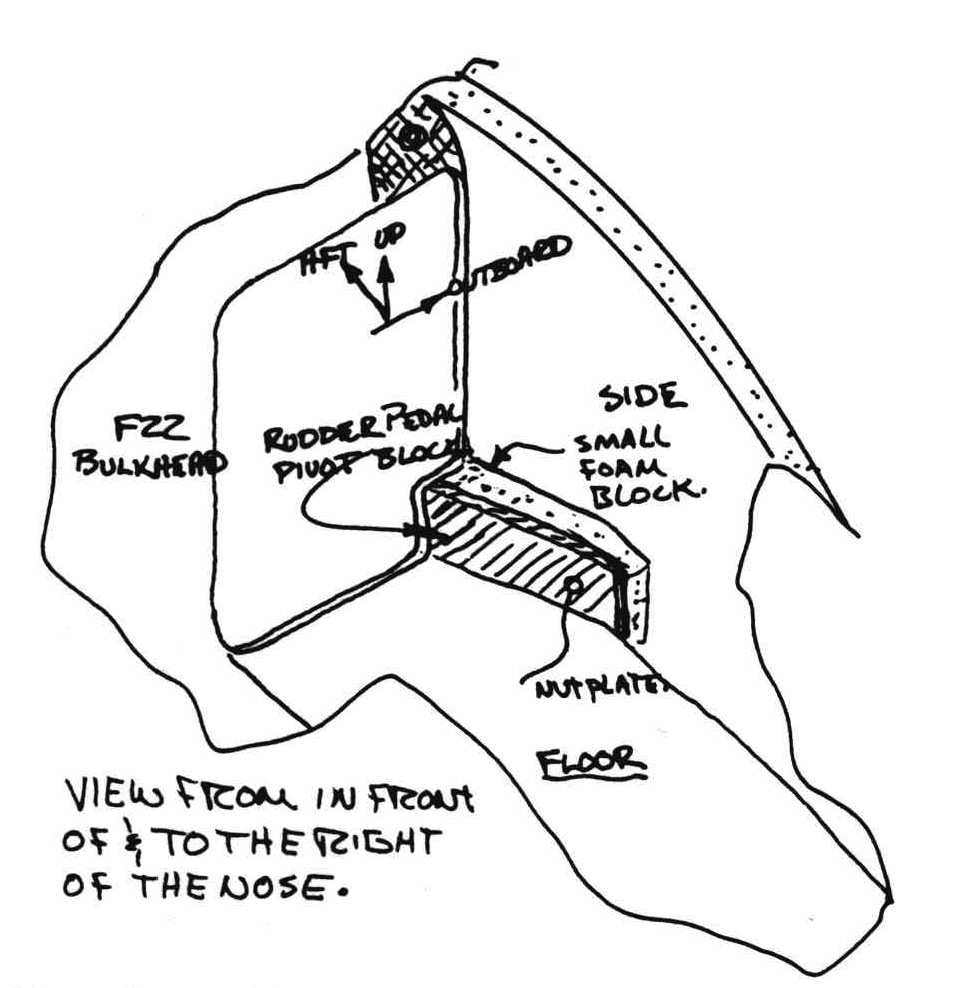 AFT UP
OUTBOARD
SIDE
F22
BULKHEAD
RUDDER PEDAL
PIVOT BLOCK
SMALL
FOAM
BLOCK.
NUTPLATE.
FLOOR
VIEW FROM IN FRONT
OF & TO THE RIGHT
OF THE NOSE.